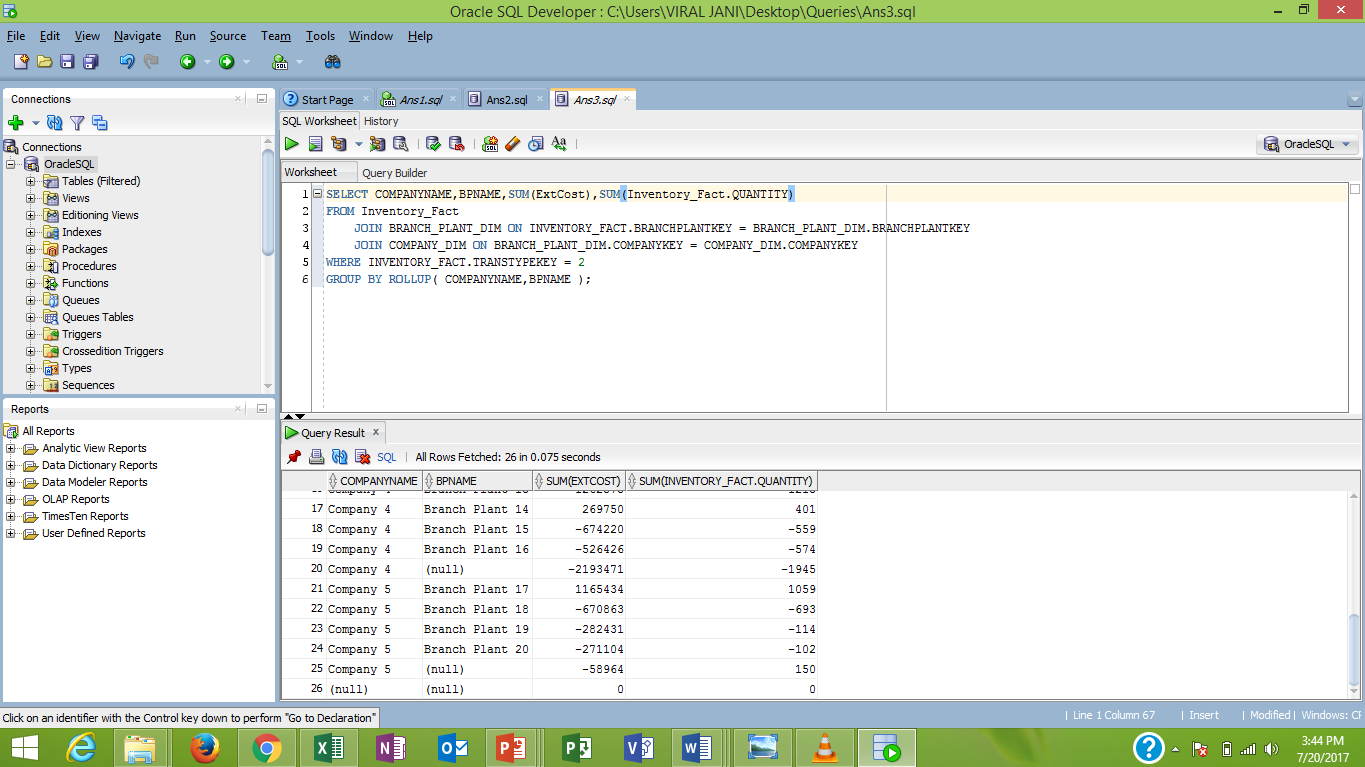 Oracle SQL Developer : C:\Users\VIRAL JANI\Desktop\Queries\Ans3.sql
File Edit View Navigate Run Source Team Tools Window Help
Connections
Connections
OracleSQL
Tables (Filtered)
Views
Editioning Views
Indexes
Packages
Procedures
Functions
Queues
Queues Tables
Triggers
Crossedition Triggers
Types
Sequences
Reports
All Reports
Analytic View Reports
Data Dictionary Reports
Data Modeler Reports
OLAP Reports
TimesTen Reports
User Defined Reports
Start Page Ans1.sql Ans2.sql Ans3.sql
SQL Worksheet History
OracleSQL
Worksheet Query Builder
1 SELECT COMPANYNAME,BPNAME,SUM(ExtCost),SUM(Inventory_Fact.QUANTITY)
2 FROM Inventory_Fact
3 JOIN BRANCH_PLANT_DIM ON INVENTORY_FACT.BRANCHPLANTKEY = BRANCH_PLANT_DIM.BRANCHPLANTKEY
4 JOIN COMPANY_DIM ON BRANCH_PLANT_DIM.COMPANYKEY = COMPANY_DIM.COMPANYKEY
5 WHERE INVENTORY_FACT.TRANSTYPEKEY = 2
6 GROUP BY ROLLUP( COMPANYNAME,BPNAME );
Query Result
SQL All Rows Fetched: 26 in 0.075 seconds
COMPANYNAME BPNAME SUM(EXTCOST) SUM(INVENTORY_FACT.QUANTITY)
17 Company 4 Branch Plant 14 269750 401
18 Company 4 Branch Plant 15 -674220 -559
19 Company 4 Branch Plant 16 -526426 -574
20 Company 4 (null) -2193471 -1945
21 Company 5 Branch Plant 17 1165434 1059
22 Company 5 Branch Plant 18 -670863 -693
23 Company 5 Branch Plant 19 -282431 -114
24 Company 5 Branch Plant 20 -271104 -102
25 Company 5 (null) -58964 150
26 (null) (null) 0 0
Click on an identifier with the Control key down to perform "Go to Declaration"
Line 1 Column 67 Insert Modified Windows:
3:44 PM
7/20/2017